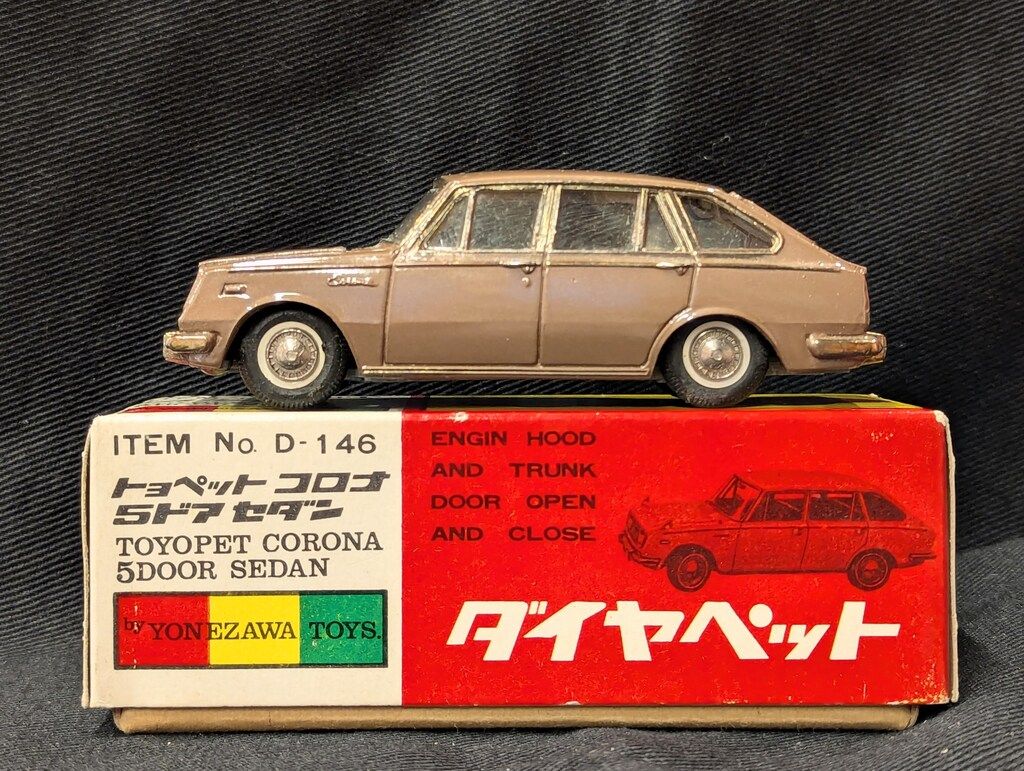 ITEM No. D-146
トヨペット コロナ
5ドア セダン
TOYOPET CORONA
5DOOR SEDAN
by YONEZAWA TOYS.
ENGIN HOOD
AND TRUNK
DOOR OPEN
AND CLOSE
ダイヤペット